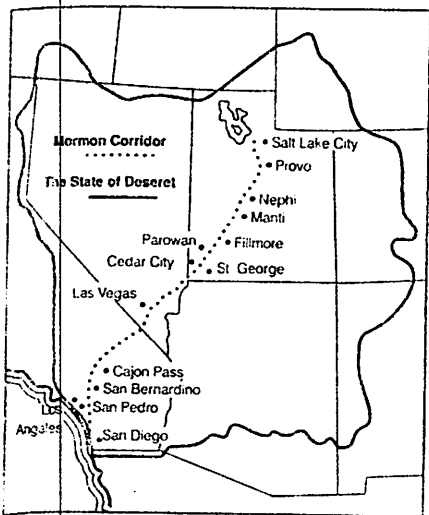 Mormon Corridor
The State of Deseret
Salt Lake City
Provo
Nephi
Manti
Parowan
Fillmore
Cedar City
St. George
Las Vegas
Cajon Pass
San Bernardino
Los
Angales
San Pedro
San Diego